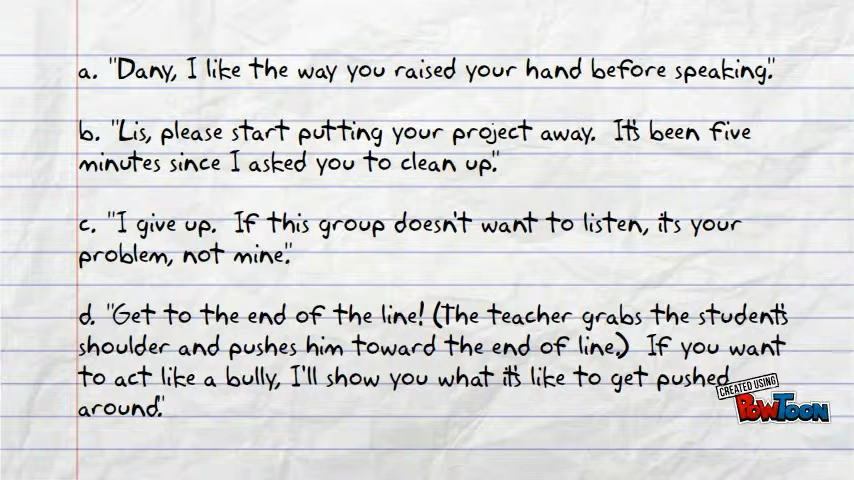 a. "Dany, I like the way you raised your hand before speaking."
b. "Lis, please start putting your project away. It's been five
minutes since I asked you to clean up."
c. "I give up. If this group doesn't want to listen, it's your
problem, not mine."
d. "Get to the end of the line! (The teacher grabs the student's
shoulder and pushes him toward the end of line.) If you want
to act like a bully, I'll show you what it's like to get pushed
around."
CREATED USING
POWTOON